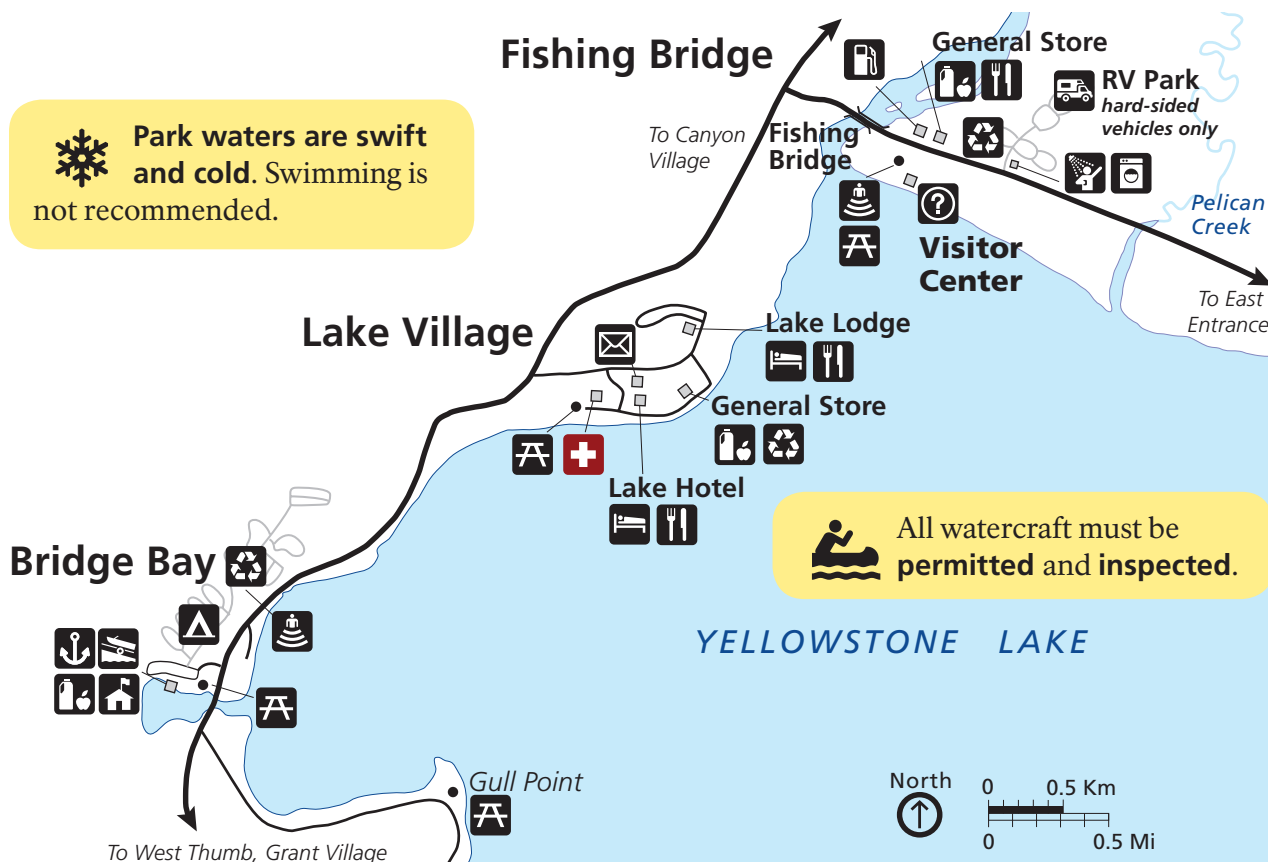 Fishing Bridge
General Store
RV Park
hard-sided
vehicles only
Park waters are swift
and cold. Swimming is
not recommended.
To Canyon
Village
Fishing
Bridge
?
Visitor
Center
Pelican
Creek
To East
Entrance
Lake Village
Lake Lodge
General Store
Lake Hotel
All watercraft must be
permitted and inspected.
Bridge Bay
YELLOWSTONE LAKE
Gull Point
North
0 0.5 Km
0 0.5 Mi
To West Thumb, Grant Village